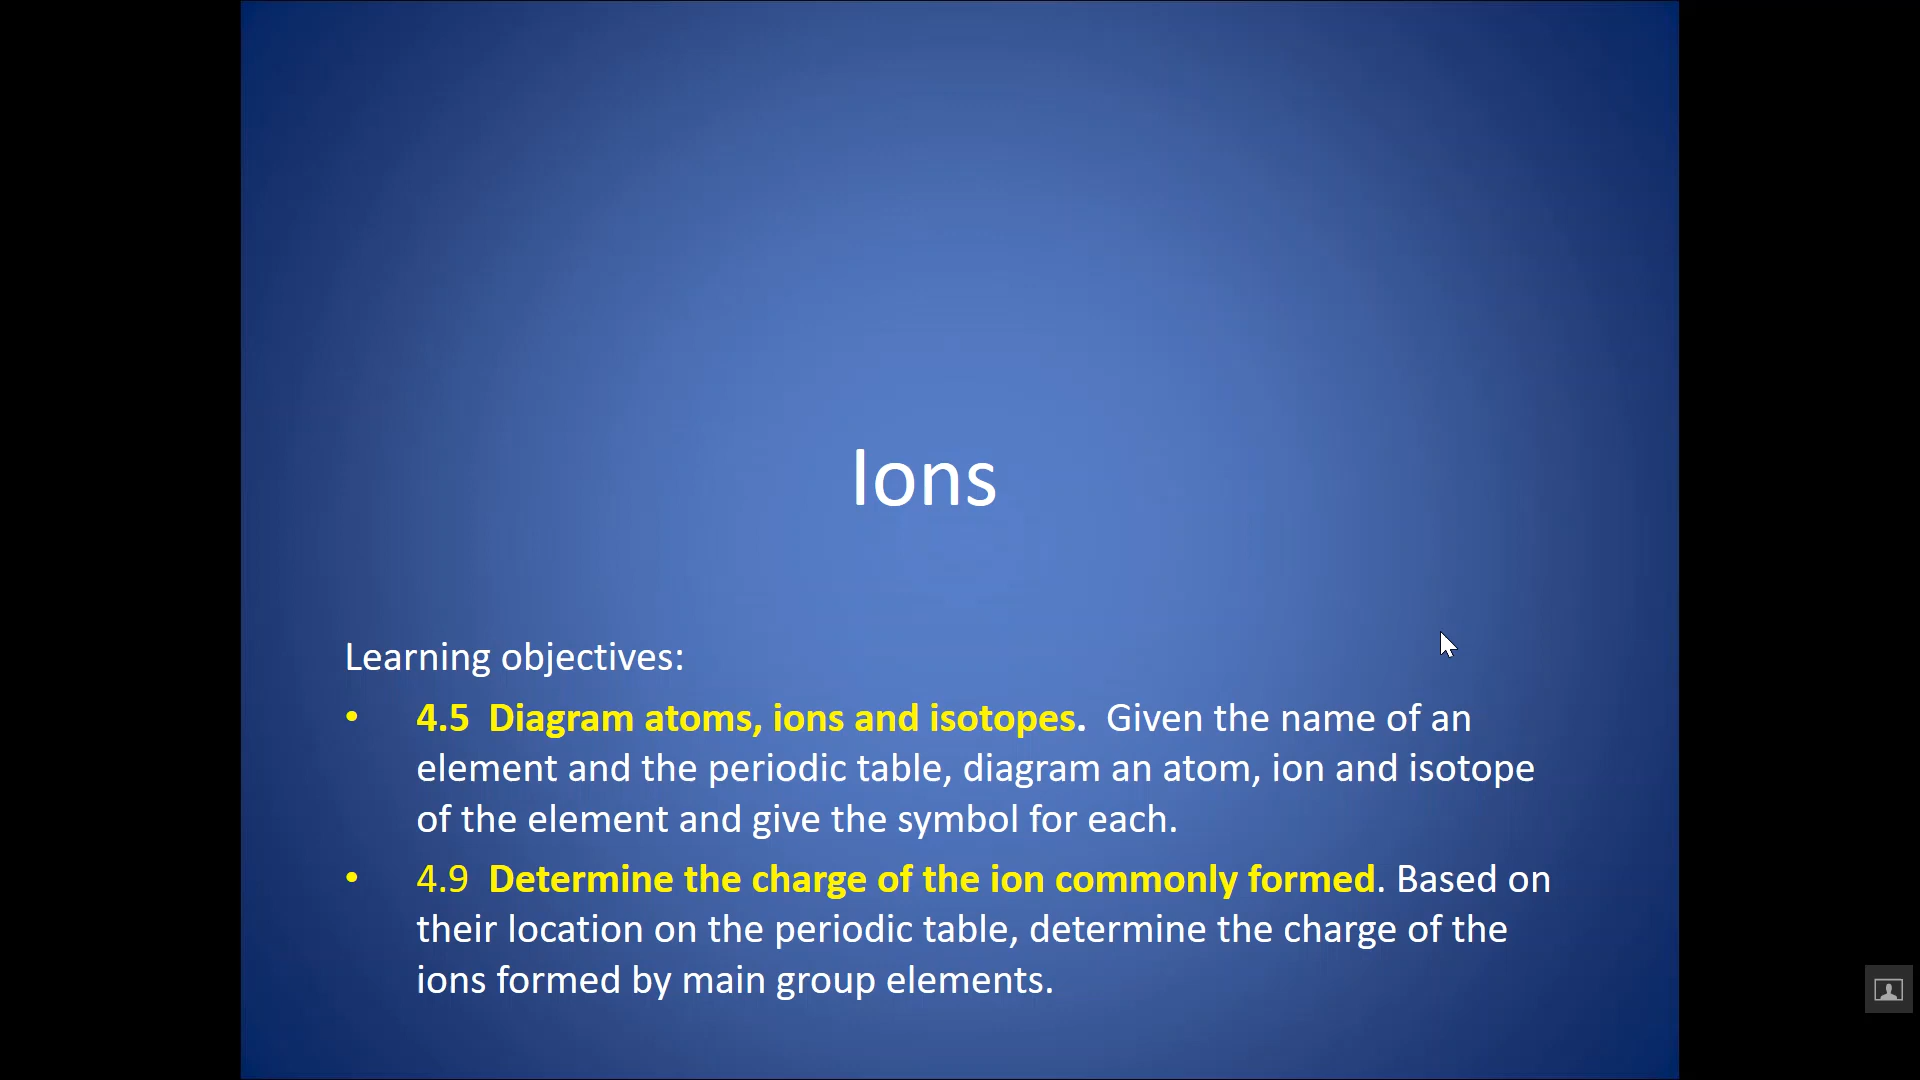 Ions
Learning objectives:
• 4.5 Diagram atoms, ions and isotopes. Given the name of an
element and the periodic table, diagram an atom, ion and isotope
of the element and give the symbol for each.
• 4.9 Determine the charge of the ion commonly formed. Based on
their location on the periodic table, determine the charge of the
ions formed by main group elements.